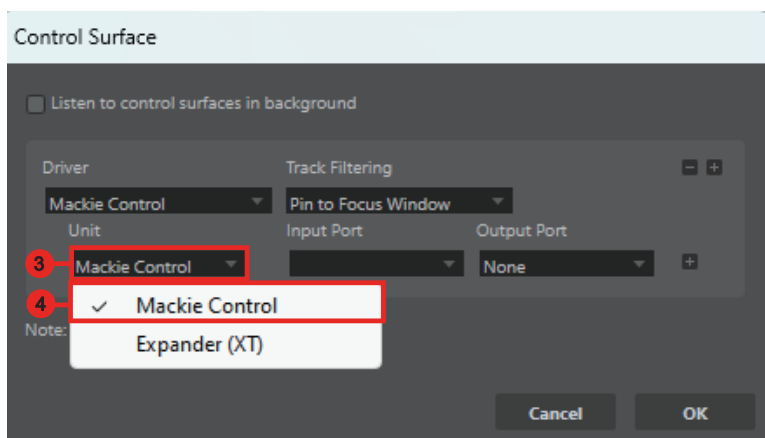 Control Surface
Listen to control surfaces in background
Driver Track Filtering
Mackie Control Pin to Focus Window
Unit Input Port Output Port
3 Mackie Control None
4 Mackie Control
Note:
Expander (XT)
Cancel OK